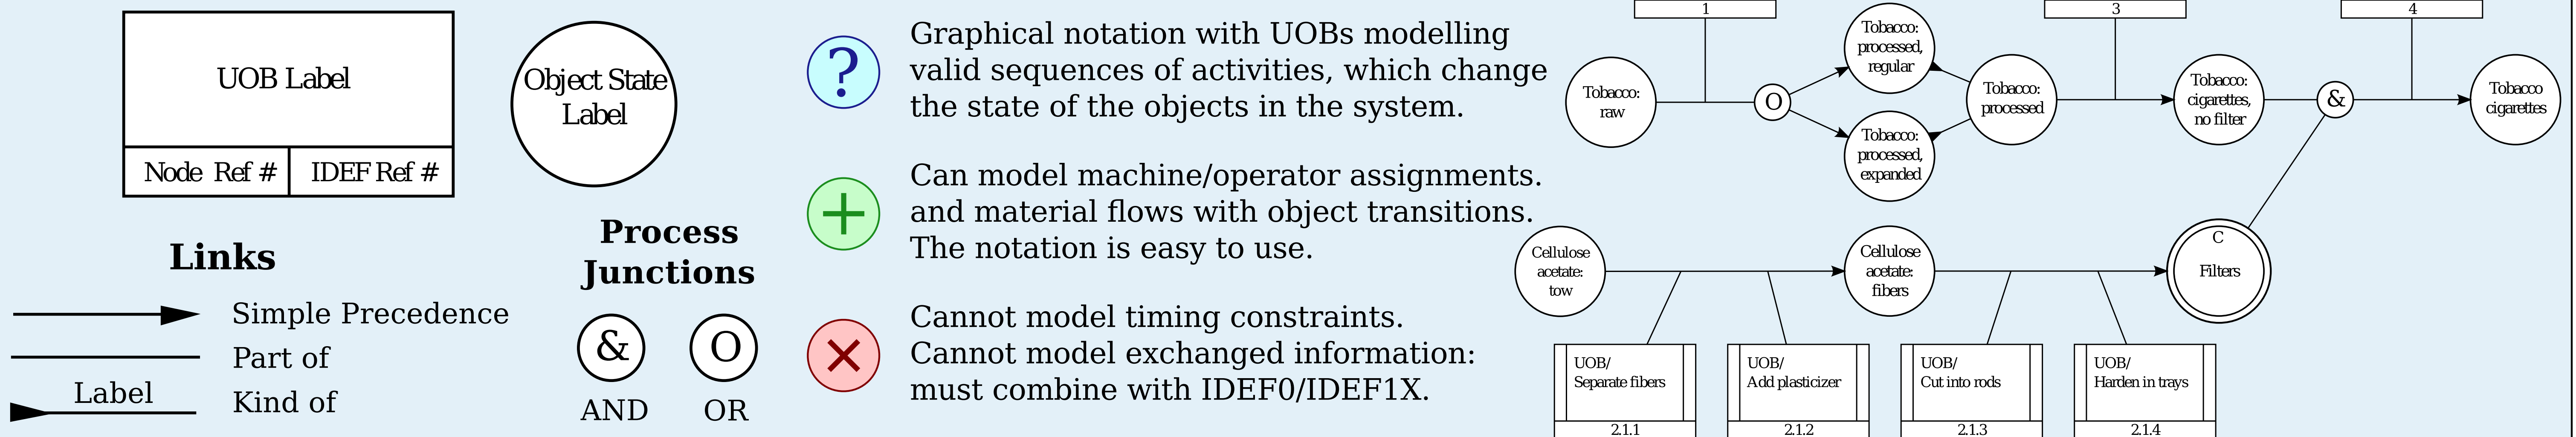 UOB Label
Node Ref #
IDEF Ref #
Object State
Label
Links
Simple Precedence
Part of
Label
Kind of
Process
Junctions
&
O
AND
OR
?
Graphical notation with UOBs modelling
valid sequences of activities, which change
the state of the objects in the system.
+
Can model machine/operator assignments.
and material flows with object transitions.
The notation is easy to use.
×
Cannot model timing constraints.
Cannot model exchanged information:
must combine with IDEF0/IDEF1X.
1
3
4
Tobacco:
raw
O
Tobacco:
processed,
regular
Tobacco:
processed,
expanded
Tobacco:
processed
Tobacco:
cigarettes,
no filter
&
Tobacco
cigarettes
Cellulose
acetate:
tow
Cellulose
acetate:
fibers
C
Filters
UOB/
Separate fibers
2.1.1
UOB/
Add plasticizer
2.1.2
UOB/
Cut into rods
2.1.3
UOB/
Harden in trays
2.1.4